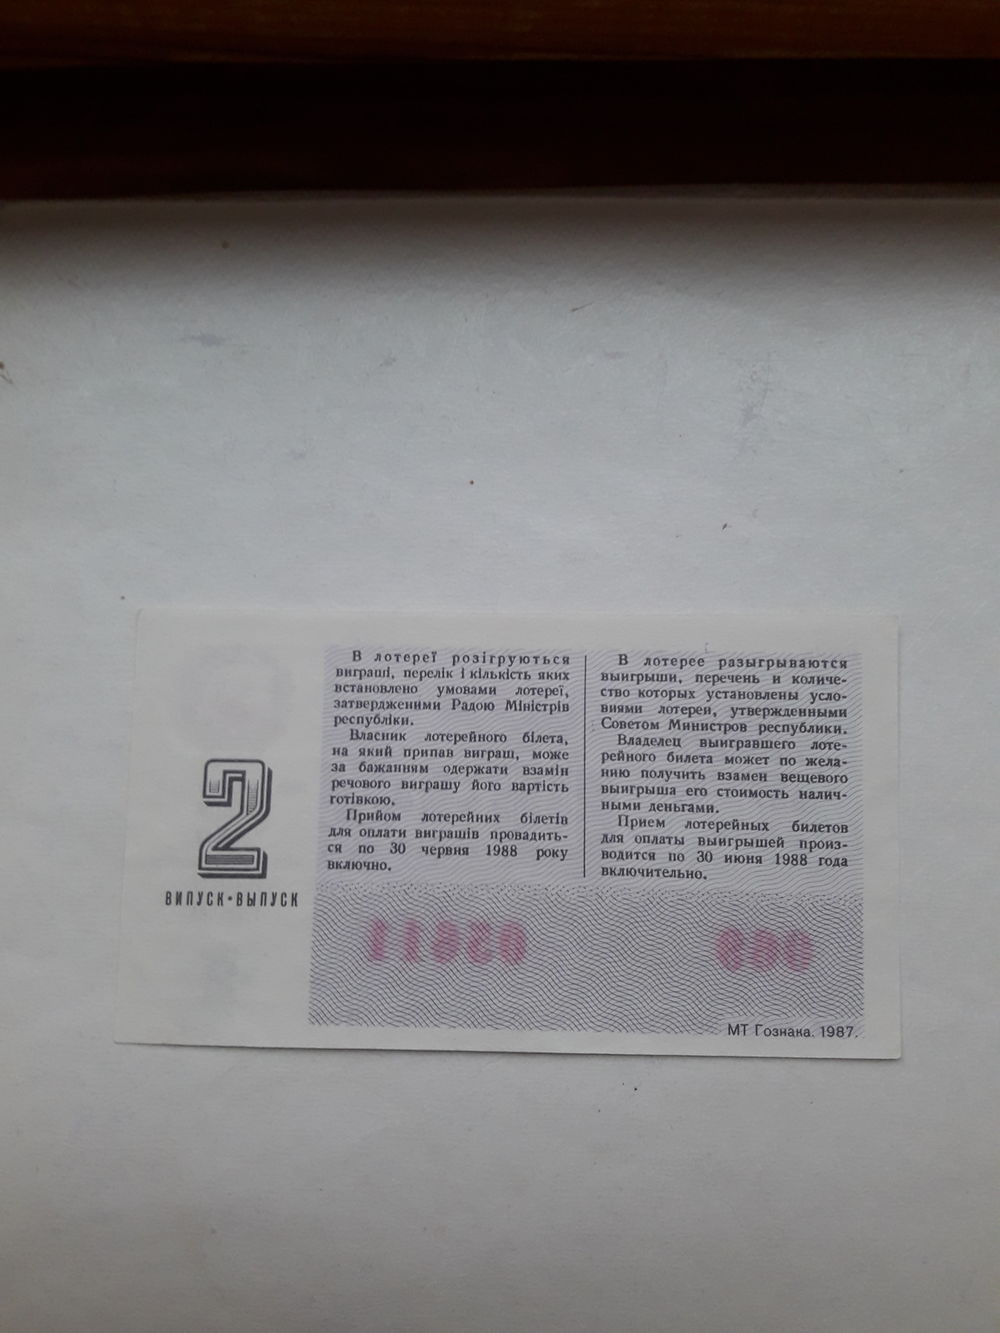 В лотереї розігруються
виграші, перелік і кількість яких
встановлено умовами лотереї,
затвердженими Радою Міністрів
республіки.
Власник лотерейного білета,
на який припав виграш, може
за бажанням одержати взамін
речового виграшу його вартість
готівкою.
Прийом лотерейних білетів
для оплати виграшів провадить-
ся по 30 червня 1988 року
включно.
В лотерее разыгрываются
выигрыши, перечень и количе-
ство которых установлены усло-
виями лотереи, утвержденными
Советом Министров республики.
Владелец выигравшего лоте-
рейного билета может по жела-
нию получить взамен вещевого
выигрыша его стоимость налич-
ными деньгами.
Прием лотерейных билетов
для оплаты выигрышей произ-
водится по 30 июня 1988 года
включительно.
2
ВИПУСК·ВЫПУСК
МТ Гознака. 1987.